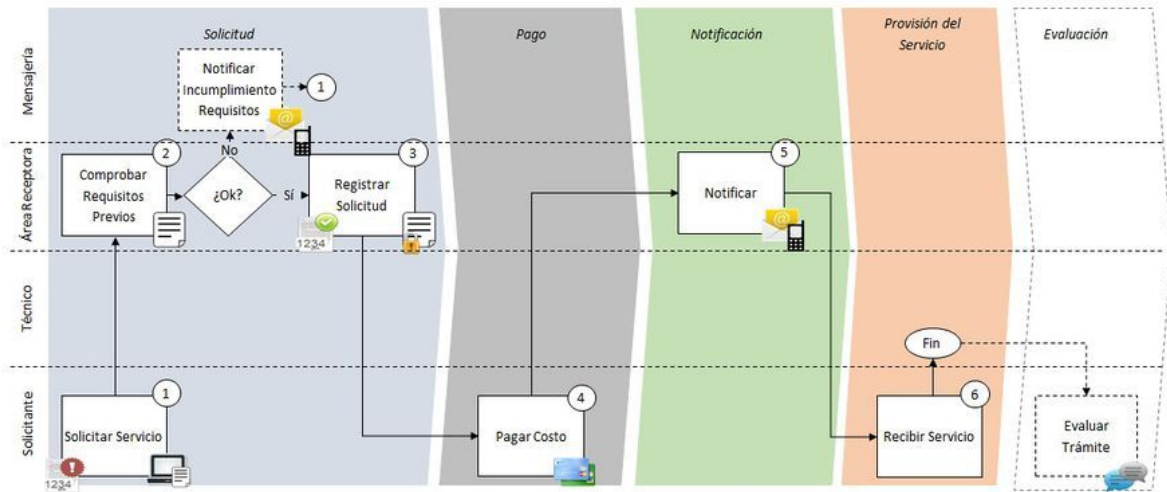 Solicitud
Pago
Notificación
Provisión del
Servicio
Evaluación
Mensajería
Notificar
Incumplimiento
Requisitos
1
No
Área Receptora
2
Comprobar
Requisitos
Previos
¿Ok?
Sí
3
Registrar
Solicitud
1234
5
Notificar
Técnico
Fin
Solicitante
1
Solicitar Servicio
1234
4
Pagar Costo
6
Recibir Servicio
Evaluar
Trámite